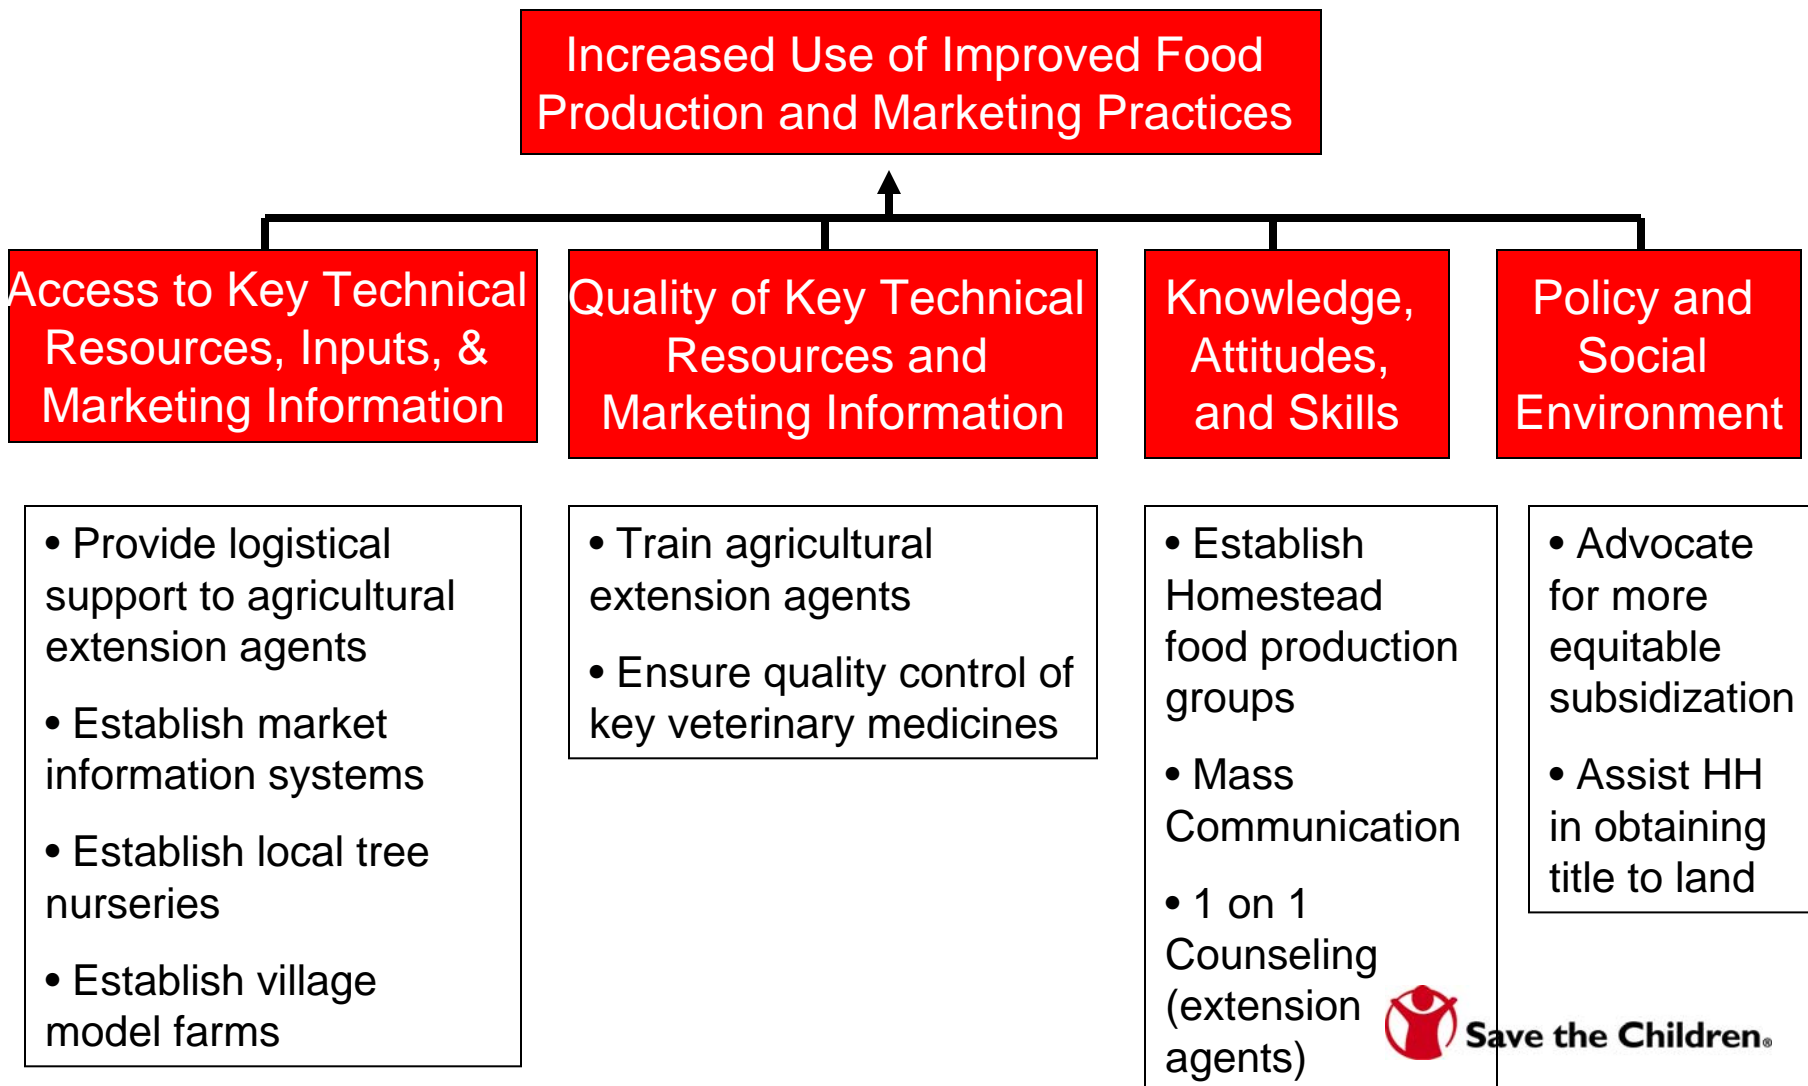 Increased Use of Improved Food
Production and Marketing Practices
Access to Key Technical
Resources, Inputs, &
Marketing Information
Quality of Key Technical
Resources and
Marketing Information
Knowledge,
Attitudes,
and Skills
Policy and
Social
Environment
• Provide logistical
support to agricultural
extension agents
• Establish market
information systems
• Establish local tree
nurseries
• Establish village
model farms
• Train agricultural
extension agents
• Ensure quality control of
key veterinary medicines
• Establish
Homestead
food production
groups
• Mass
Communication
• 1 on 1
Counseling
(extension
agents)
• Advocate
for more
equitable
subsidization
• Assist HH
in obtaining
title to land
Save the Children®